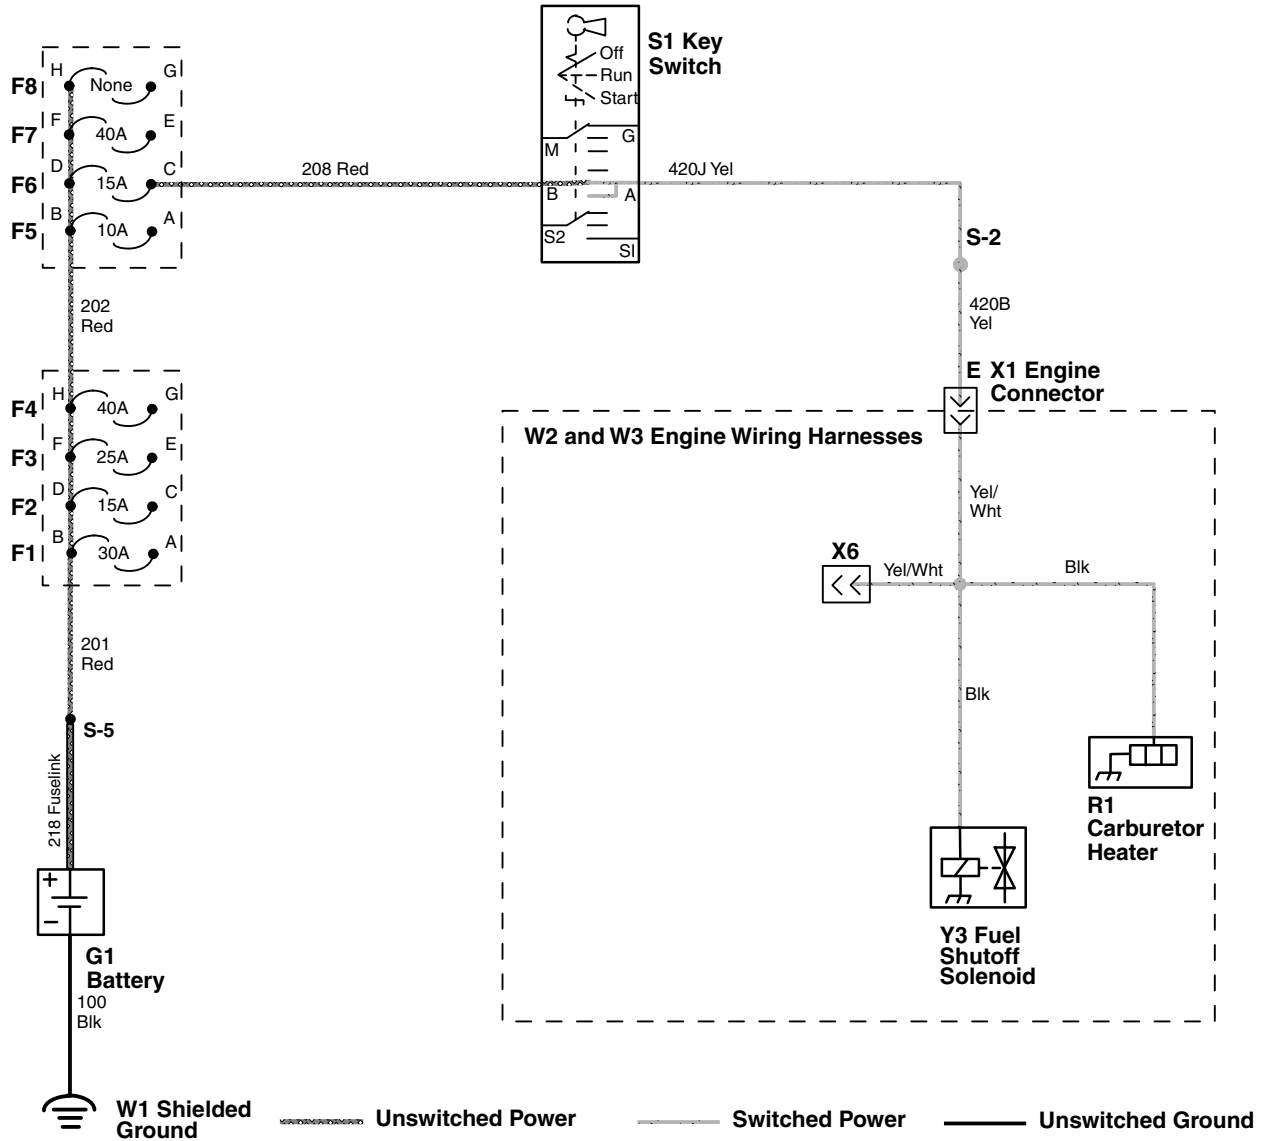 S1 Key
Switch
Off
Run
Start
M
G
B
A
S2
SI
F8
H
None
G
F7
F
40A
E
F6
D
15A
C
F5
B
10A
A
208 Red
420J Yel
S-2
202
Red
420B
Yel
E
X1 Engine
Connector
F4
H
40A
G
F3
F
25A
E
F2
D
15A
C
F1
B
30A
A
W2 and W3 Engine Wiring Harnesses
Yel/
Wht
X6
Yel/Wht
Blk
201
Red
Blk
S-5
218 Fuselink
R1
Carburetor
Heater
+
−
G1
Battery
100
Blk
Y3 Fuel
Shutoff
Solenoid
W1 Shielded
Ground
Unswitched Power
Switched Power
Unswitched Ground